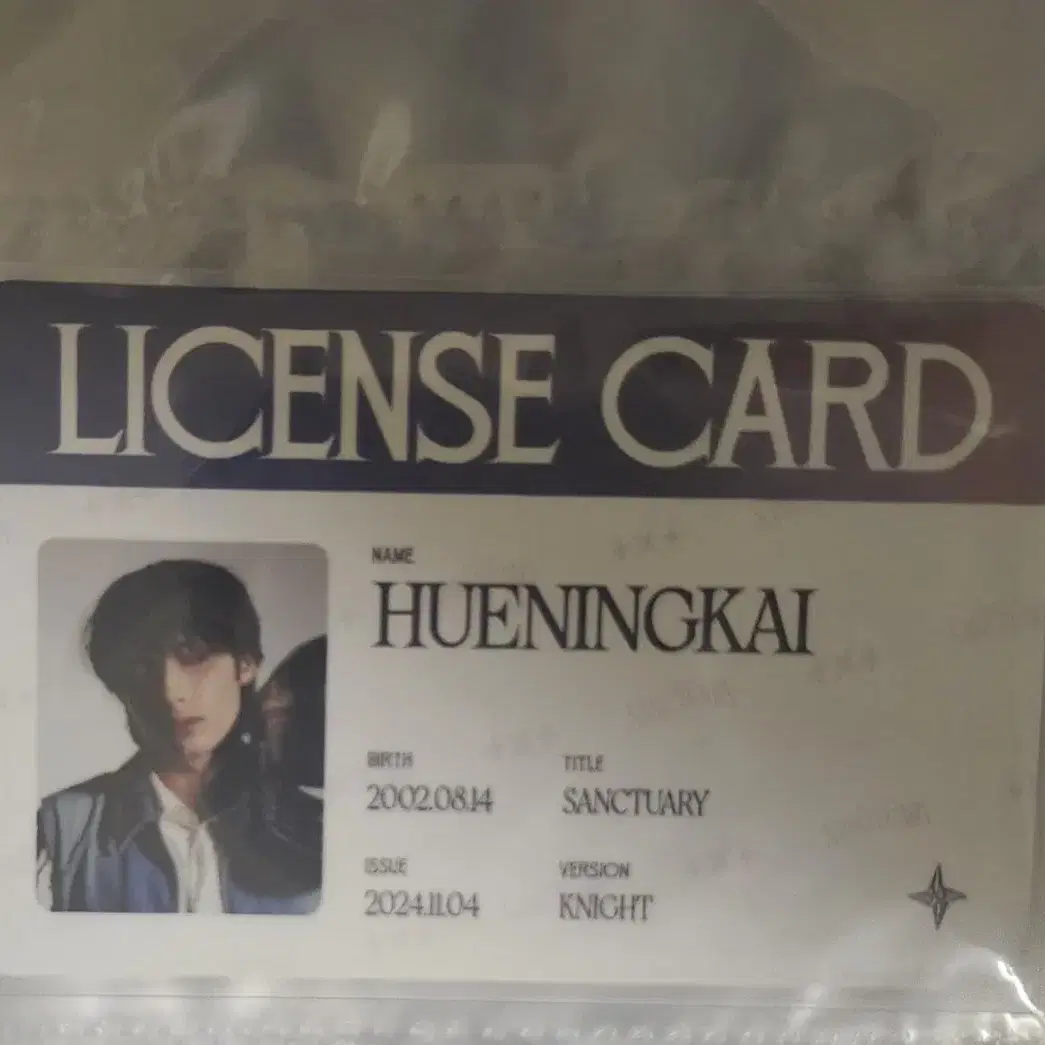 LICENSE CARD
NAME
HUENINGKAI
BIRTH
2002.08.14
TITLE
SANCTUARY
ISSUE
2024.11.04
VERSION
KNIGHT